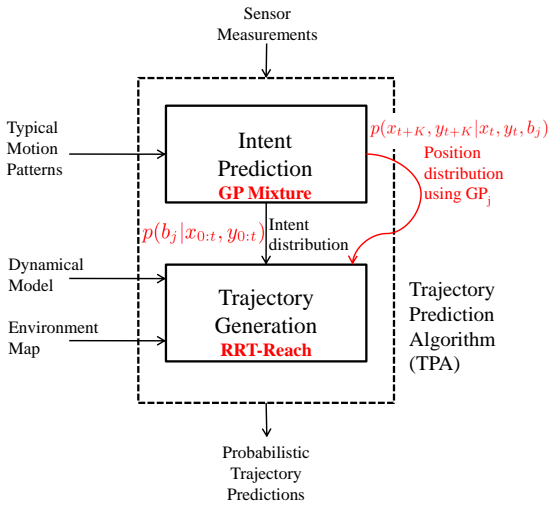 Sensor
Measurements
Typical
Motion
Patterns
Intent
Prediction
GP Mixture
p(x_{t+K}, y_{t+K}|x_t, y_t, b_j)
Position
distribution
using GP_j
p(b_j|x_{0:t}, y_{0:t})
Intent
distribution
Dynamical
Model
Environment
Map
Trajectory
Generation
RRT-Reach
Trajectory
Prediction
Algorithm
(TPA)
Probabilistic
Trajectory
Predictions